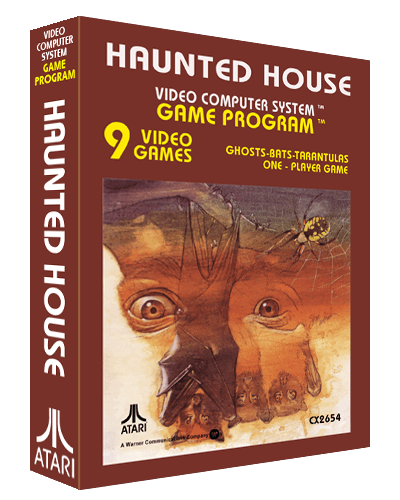 VIDEO
COMPUTER
SYSTEM
GAME
PROGRAM
HAUNTED HOUSE
ATARI
HAUNTED HOUSE
VIDEO COMPUTER SYSTEM™
GAME PROGRAM™
9 VIDEO
GAMES
GHOSTS-BATS-TARANTULAS
ONE - PLAYER GAME
ATARI
A Warner Communications Company
CX2654